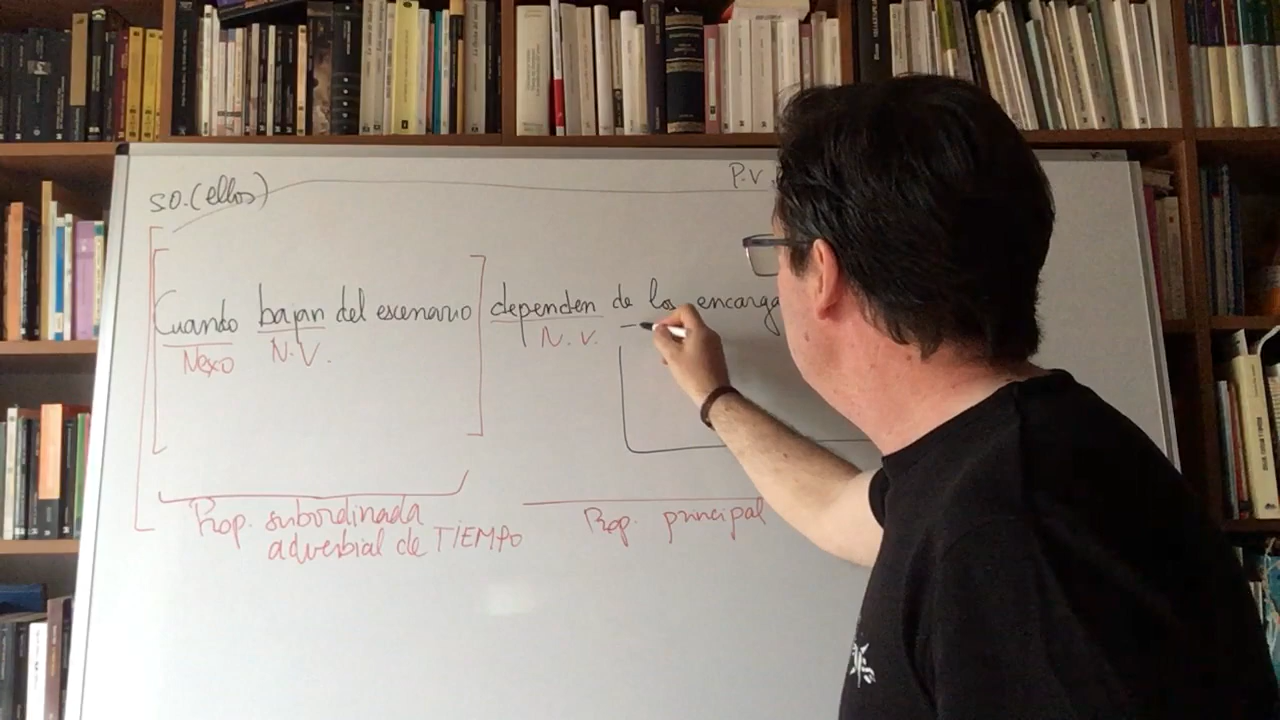 S.O. (ellos) P.V.
Cuando bajan del escenario dependen de los encarga
Nexo N.V. N.V.
Prop. subordinada Prop. principal
adverbial de TIEMPO